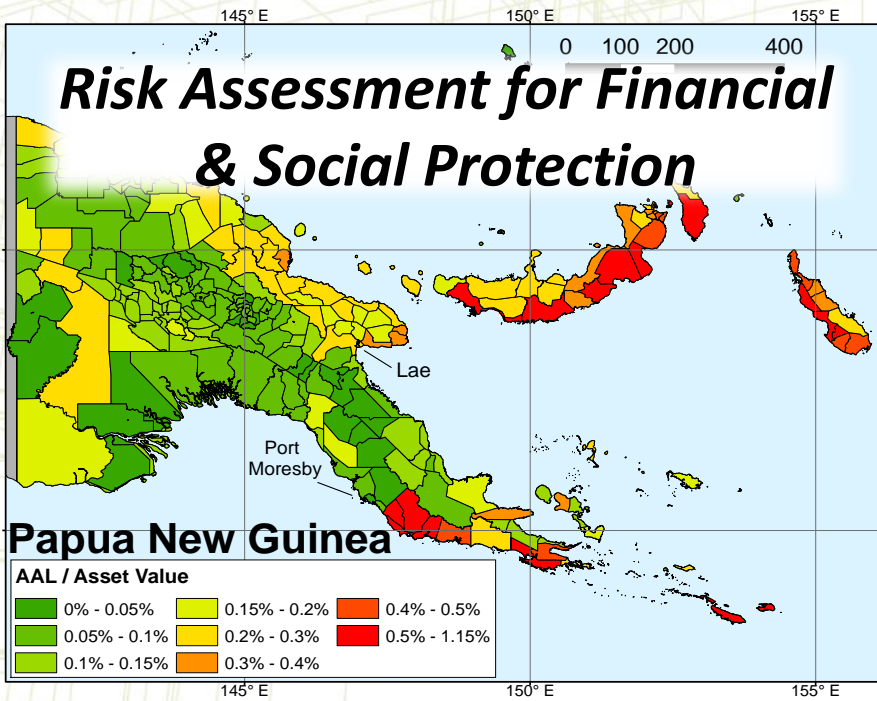 145° E 150° E 155° E
0 100 200 400
Risk Assessment for Financial
& Social Protection
Lae
Port
Moresby
Papua New Guinea
AAL / Asset Value
0% - 0.05% 0.15% - 0.2% 0.4% - 0.5%
0.05% - 0.1% 0.2% - 0.3% 0.5% - 1.15%
0.1% - 0.15% 0.3% - 0.4%
145° E 150° E 155° E